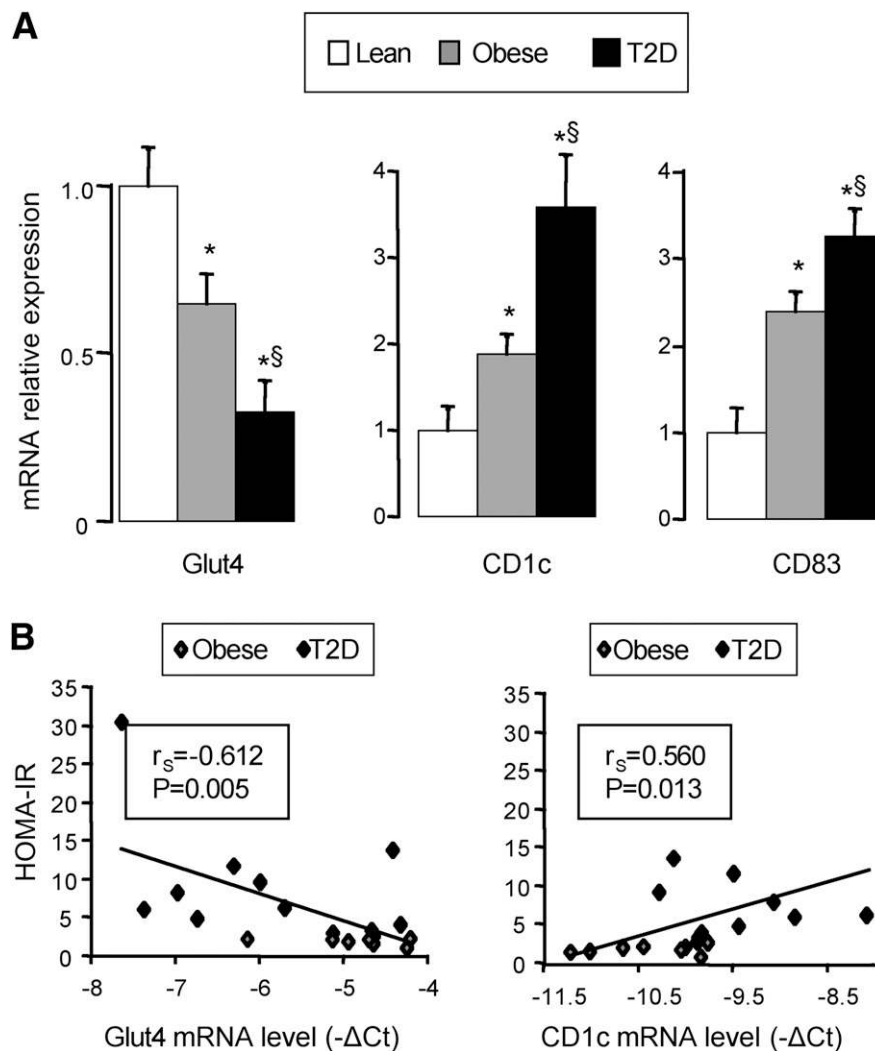 A
Lean Obese T2D
mRNA relative expression
1.0
0.5
0
*
*§
Glut4
4
3
2
1
0
*
*§
CD1c
4
3
2
1
0
*
*§
CD83
B
Obese T2D
HOMA-IR
35
30
25
20
15
10
5
0
rS=-0.612
P=0.005
-8 -7 -6 -5 -4
Glut4 mRNA level (-ΔCt)
Obese T2D
35
30
25
20
15
10
5
0
rS=0.560
P=0.013
-11.5 -10.5 -9.5 -8.5
CD1c mRNA level (-ΔCt)